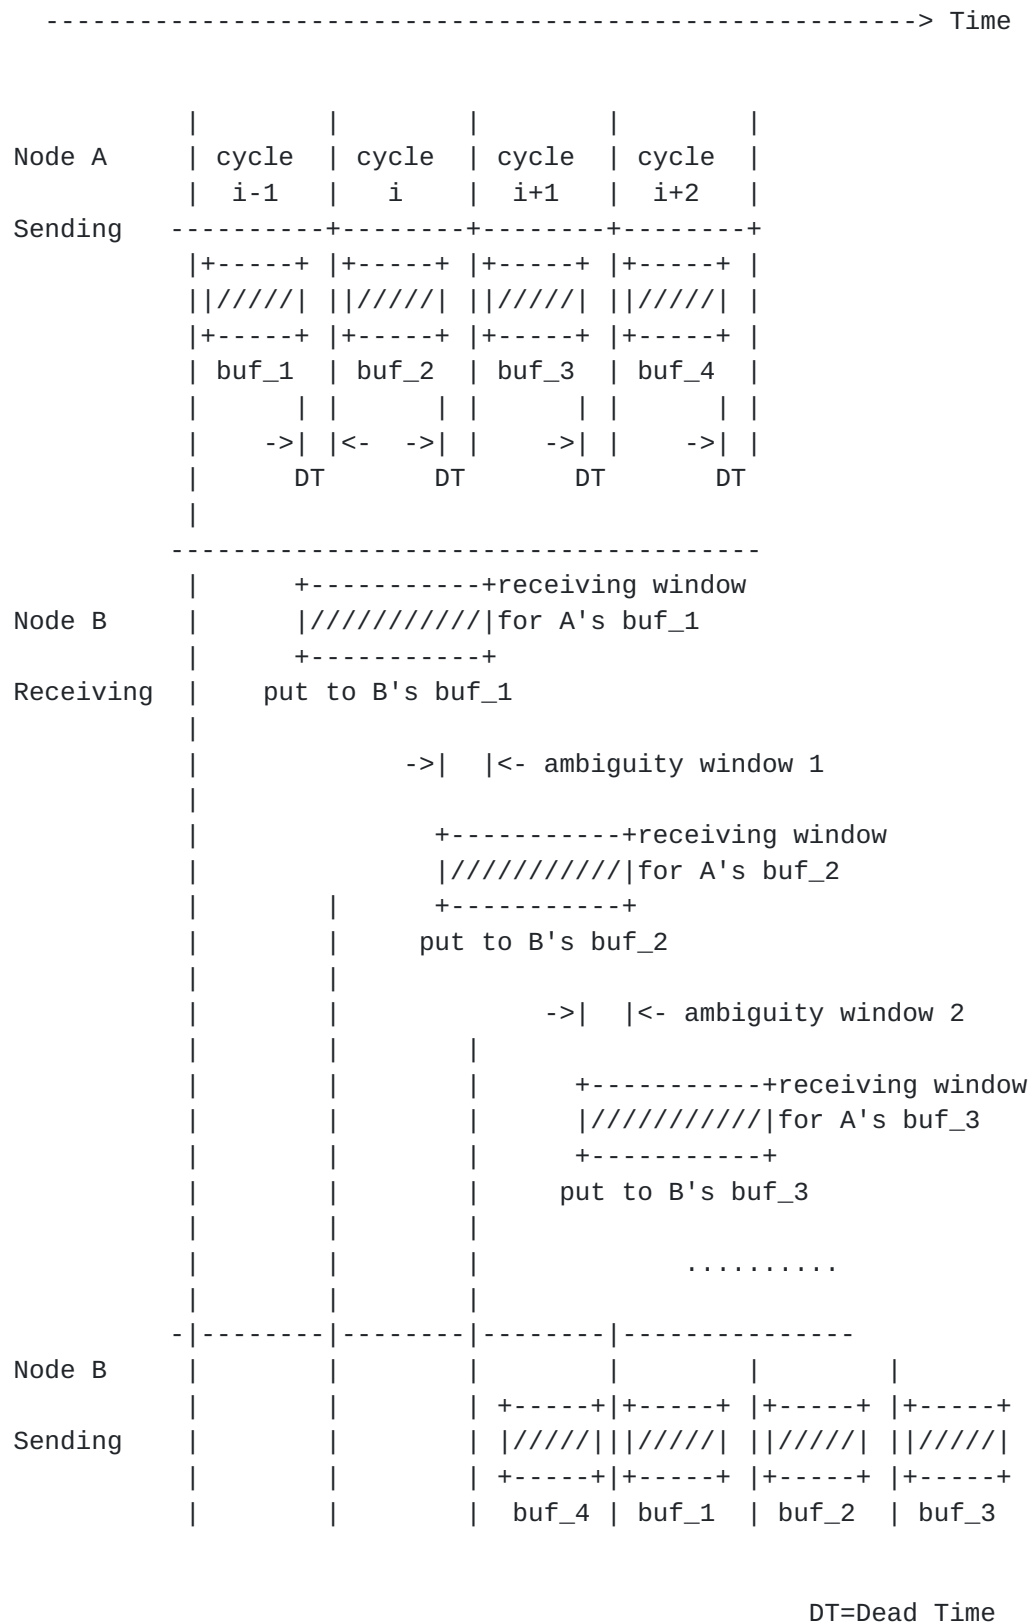 --------------------------------------------------------> Time
          |        |        |        |        |
Node A    | cycle  | cycle  | cycle  | cycle  |
          |  i-1   |   i    |  i+1   |  i+2   |
Sending  ----------+--------+--------+--------+
          |+-----+ |+-----+ |+-----+ |+-----+ |
          ||/////| ||/////| ||/////| ||/////| |
          |+-----+ |+-----+ |+-----+ |+-----+ |
          | buf_1  | buf_2  | buf_3  | buf_4  |
          |      | |      | |      | |      | |
          |    ->| |<-  ->| |    ->| |    ->| |
          |      DT       DT       DT       DT
          |
         --------------------------------------
          |      +-----------+receiving window
Node B    |      |///////////|for A's buf_1
          |      +-----------+
Receiving |    put to B's buf_1
          |
          |             ->|  |<- ambiguity window 1
          |
          |               +-----------+receiving window
          |               |///////////|for A's buf_2
          |        |      +-----------+
          |        |     put to B's buf_2
          |        |
          |        |             ->|  |<- ambiguity window 2
          |        |        |
          |        |        |      +-----------+receiving window
          |        |        |      |///////////|for A's buf_3
          |        |        |      +-----------+
          |        |        |     put to B's buf_3
          |        |        |
          |        |        |             ..........
          |        |        |
         -|--------|--------|--------|---------------
Node B    |        |        |        |        |        |
          |        |        | +-----+|+-----+ |+-----+ |+-----+
Sending   |        |        | |/////|||/////| ||/////| ||/////|
          |        |        | +-----+|+-----+ |+-----+ |+-----+
          |        |        |  buf_4 | buf_1  | buf_2  | buf_3
DT=Dead Time